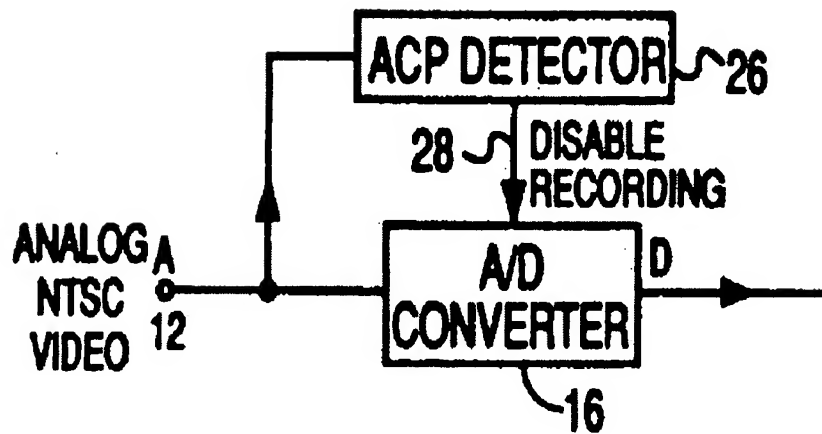 ACP DETECTOR
26
28
DISABLE
RECORDING
ANALOG
NTSC
VIDEO
A
12
A/D
CONVERTER
D
16